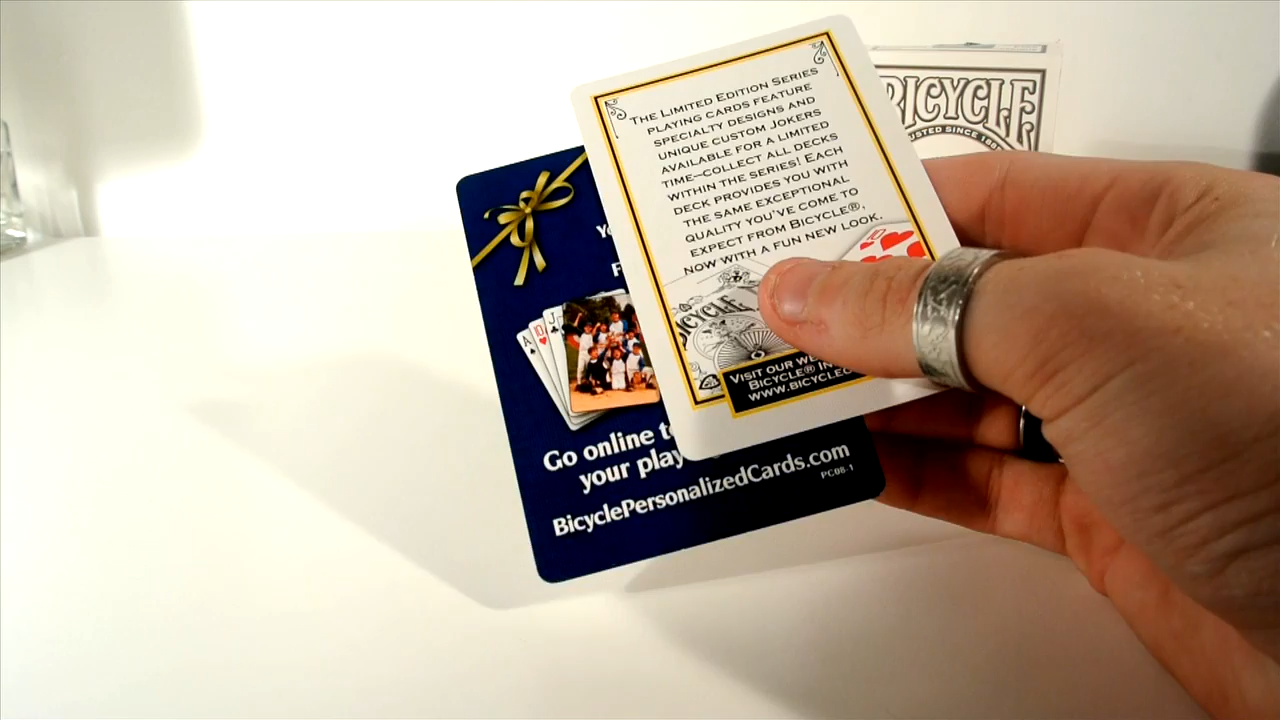 THE LIMITED EDITION SERIES
PLAYING CARDS FEATURE
SPECIALTY DESIGNS AND
UNIQUE CUSTOM JOKERS
AVAILABLE FOR A LIMITED
TIME—COLLECT ALL DECKS
WITHIN THE SERIES! EACH
DECK PROVIDES YOU WITH
THE SAME EXCEPTIONAL
QUALITY YOU'VE COME TO
EXPECT FROM BICYCLE®,
NOW WITH A FUN NEW LOOK.
10
BICYCLE
VISIT OUR
BICYCLE®
WWW.BICYCLE
BICYCLE
A 10 J
Go online
your
BicyclePersonalizedCards.com
PC08-1